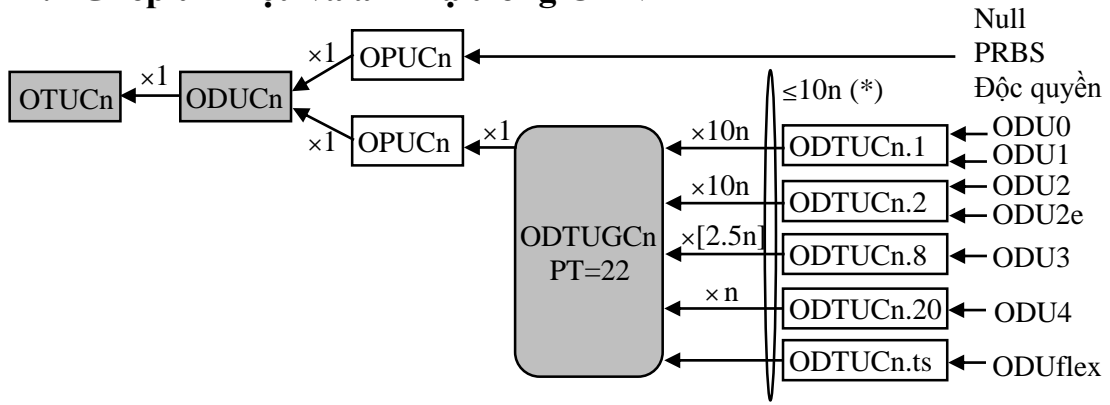 Null
PRBS
Độc quyền
×1
OPUCn
×1
OTUCn
ODUCn
≤10n (*)
×1
OPUCn
×1
×10n
ODTUCn.1
ODU0
ODU1
×10n
ODTUCn.2
ODU2
ODU2e
ODTUGCn
PT=22
×[2.5n]
ODTUCn.8
ODU3
×n
ODTUCn.20
ODU4
ODTUCn.ts
ODUflex